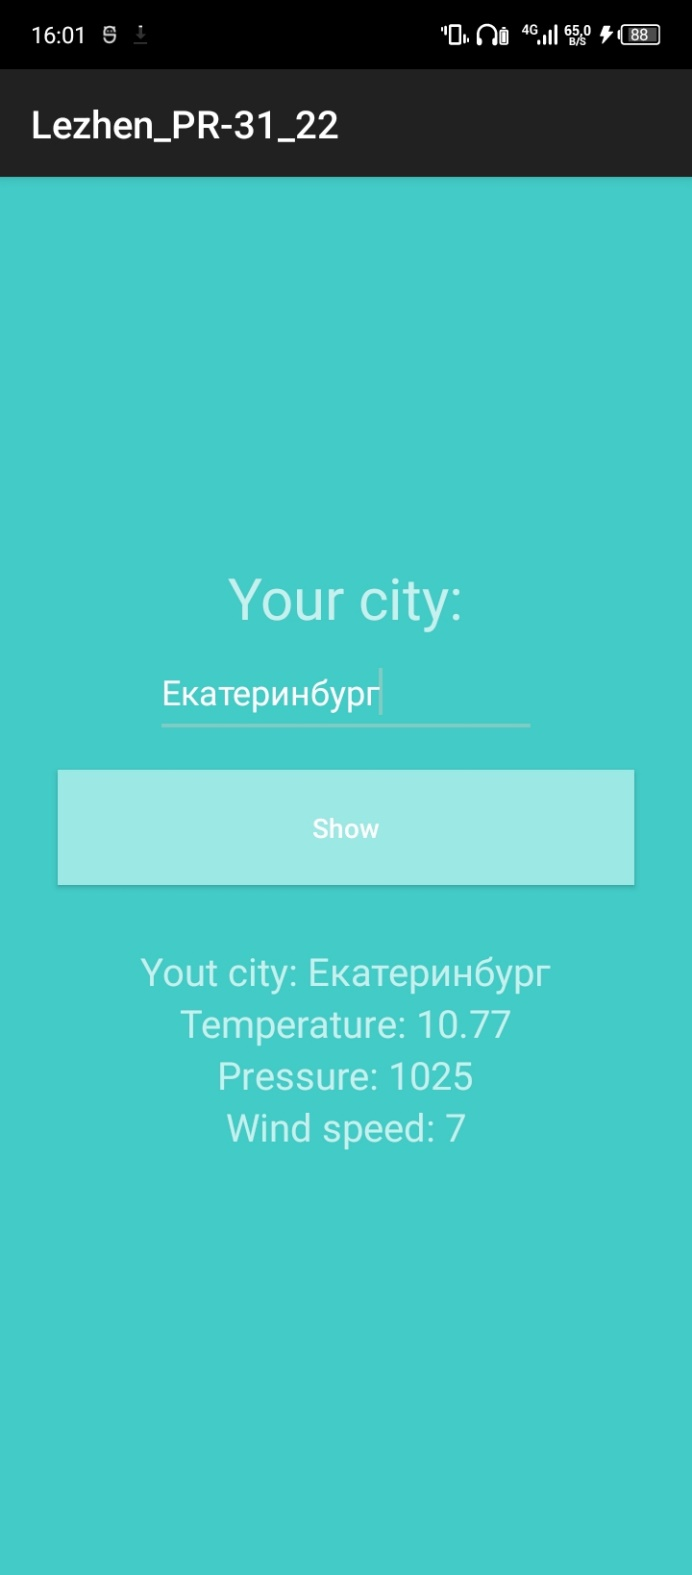 16:01
4G 65,0 B/S 88
Lezhen_PR-31_22
Your city:
Екатеринбург
Show
Yout city: Екатеринбург
Temperature: 10.77
Pressure: 1025
Wind speed: 7